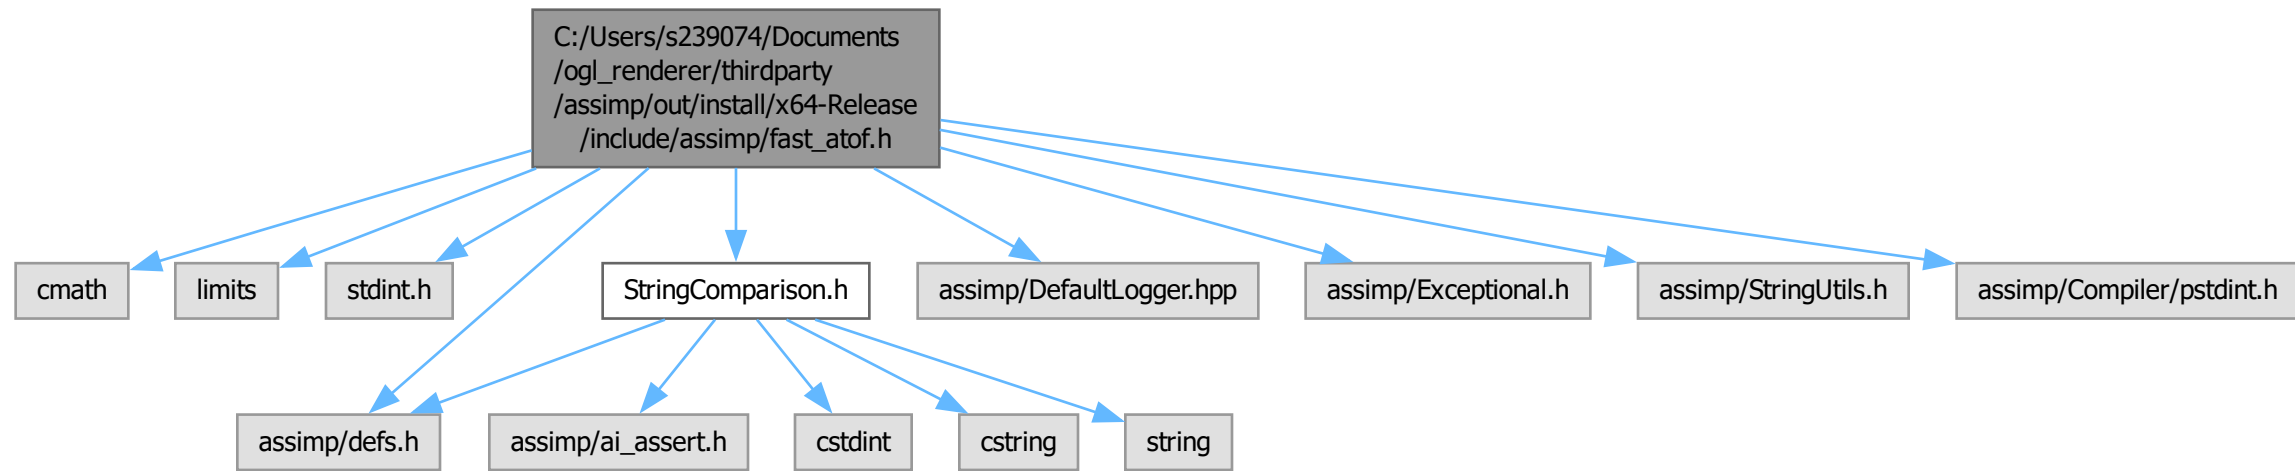 C:/Users/s239074/Documents
/ogl_renderer/thirdparty
/assimp/out/install/x64-Release
/include/assimp/fast_atof.h
cmath
limits
stdint.h
StringComparison.h
assimp/DefaultLogger.hpp
assimp/Exceptional.h
assimp/StringUtils.h
assimp/Compiler/pstdint.h
assimp/defs.h
assimp/ai_assert.h
cstdint
cstring
string